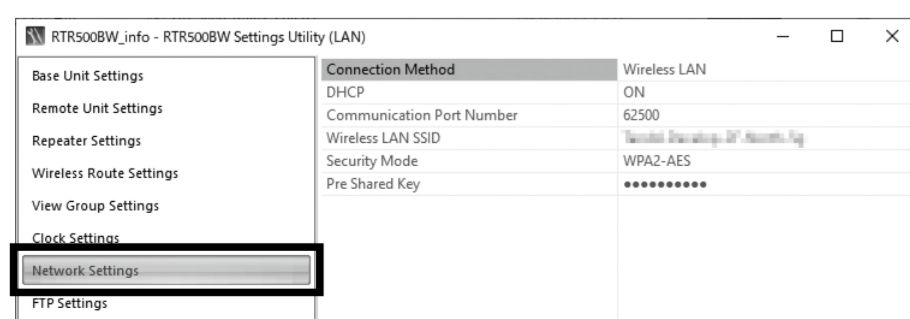 RTR500BW_info - RTR500BW Settings Utility (LAN)
Base Unit Settings
Remote Unit Settings
Repeater Settings
Wireless Route Settings
View Group Settings
Clock Settings
Network Settings
FTP Settings
Connection Method Wireless LAN
DHCP ON
Communication Port Number 62500
Wireless LAN SSID
Security Mode WPA2-AES
Pre Shared Key ●●●●●●●●●●